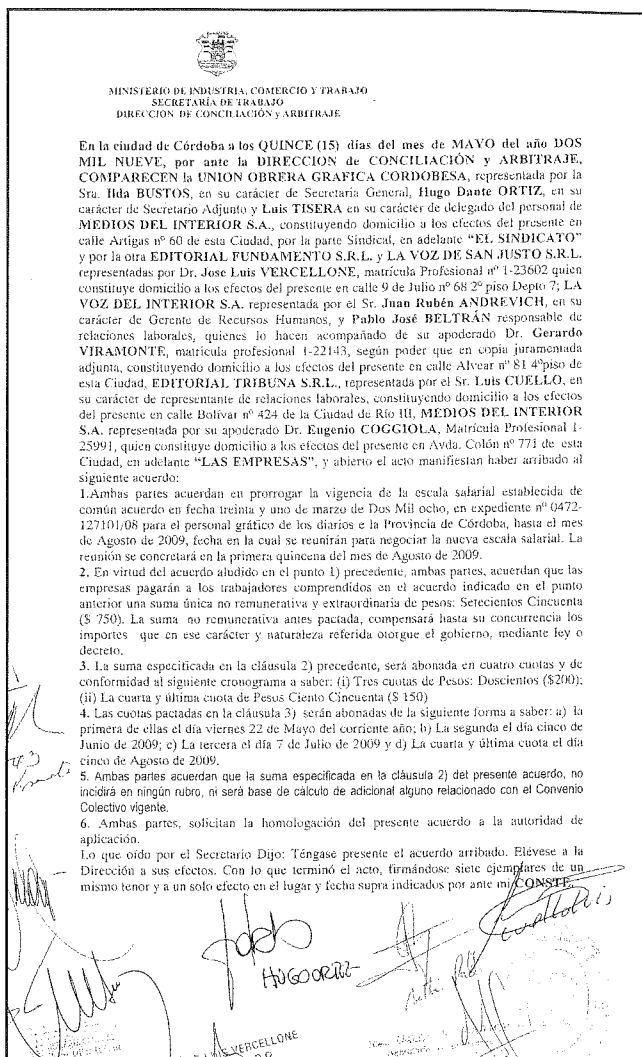 MINISTERIO DE INDUSTRIA, COMERCIO Y TRABAJO
SECRETARÍA DE TRABAJO
DIRECCION DE CONCILIACIÓN y ARBITRAJE
En la ciudad de Córdoba a los QUINCE (15) días del mes de MAYO del año DOS
MIL NUEVE, por ante la DIRECCION de CONCILIACIÓN y ARBITRAJE,
COMPARECEN la UNION OBRERA GRAFICA CORDOBESA, representada por la
Sra. Ilda BUSTOS, en su carácter de Secretaria General, Hugo Dante ORTIZ, en su
carácter de Secretario Adjunto y Luis TISERA en su carácter de delegado del personal de
MEDIOS DEL INTERIOR S.A., constituyendo domicilio a los efectos del presente en
calle Artigas nº 60 de esta Ciudad, por la parte Sindical, en adelante “EL SINDICATO”
y por la otra EDITORIAL FUNDAMENTO S.R.L. y LA VOZ DE SAN JUSTO S.R.L.
representadas por Dr. Jose Luis VERCELLONE, matrícula Profesional nº 1-23602 quien
constituye domicilio a los efectos del presente en calle 9 de Julio nº 68 2º piso Depto 7; LA
VOZ DEL INTERIOR S.A. representada por el Sr. Juan Rubén ANDREVICH, en su
carácter de Gerente de Recursos Humanos, y Pablo José BELTRÁN responsable de
relaciones laborales, quienes lo hacen acompañado de su apoderado Dr. Gerardo
VIRAMONTE, matricula profesional 1-22143, según poder que en copia juramentada
adjunta, constituyendo domicilio a los efectos del presente en calle Alvear nº 81 4ºpiso de
esta Ciudad, EDITORIAL TRIBUNA S.R.L., representada por el Sr. Luis CUELLO, en
su carácter de representante de relaciones laborales, constituyendo domicilio a los efectos
del presente en calle Bolívar nº 424 de la Ciudad de Río III, MEDIOS DEL INTERIOR
S.A. representada por su apoderado Dr. Eugenio COGGIOLA, Matrícula Profesional 1-
25991, quien constituye domicilio a los efectos del presente en Avda. Colón nº 771 de esta
Ciudad, en adelante “LAS EMPRESAS”, y abierto el acto manifiestan haber arribado al
siguiente acuerdo:
1.Ambas partes acuerdan en prorrogar la vigencia de la escala salarial establecida de
común acuerdo en fecha treinta y uno de marzo de Dos Mil ocho, en expediente nº 0472-
127101/08 para el personal gráfico de los diarios e la Provincia de Córdoba, hasta el mes
de Agosto de 2009, fecha en la cual se reunirán para negociar la nueva escala salarial. La
reunión se concretará en la primera quincena del mes de Agosto de 2009.
2. En virtud del acuerdo aludido en el punto 1) precedente, ambas partes, acuerdan que las
empresas pagarán a los trabajadores comprendidos en el acuerdo indicado en el punto
anterior una suma única no remunerativa y extraordinaria de pesos: Setecientos Cincuenta
($ 750). La suma no remunerativa antes pactada, compensará hasta su concurrencia los
importes que en ese carácter y naturaleza referida otorgue el gobierno, mediante ley o
decreto.
3. La suma especificada en la cláusula 2) precedente, será abonada en cuatro cuotas y de
conformidad al siguiente cronograma a saber: (i) Tres cuotas de Pesos: Doscientos ($200);
(ii) La cuarta y última cuota de Pesos Ciento Cincuenta ($ 150)
4. Las cuotas pactadas en la cláusula 3) serán abonadas de la siguiente forma a saber: a) la
primera de ellas el día viernes 22 de Mayo del corriente año; b) La segunda el día cinco de
Junio de 2009; c) La tercera el día 7 de Julio de 2009 y d) La cuarta y última cuota el día
cinco de Agosto de 2009.
5. Ambas partes acuerdan que la suma especificada en la cláusula 2) del presente acuerdo, no
incidirá en ningún rubro, ni será base de cálculo de adicional alguno relacionado con el Convenio
Colectivo vigente.
6. Ambas partes, solicitan la homologación del presente acuerdo a la autoridad de
aplicación.
Lo que oído por el Secretario Dijo: Téngase presente el acuerdo arribado. Elévese a la
Dirección a sus efectos. Con lo que terminó el acto, firmándose siete ejemplares de un
mismo tenor y a un solo efecto en el lugar y fecha supra indicados por ante mi CONSTE.
HUGO ORTIZ
VERCELLONE